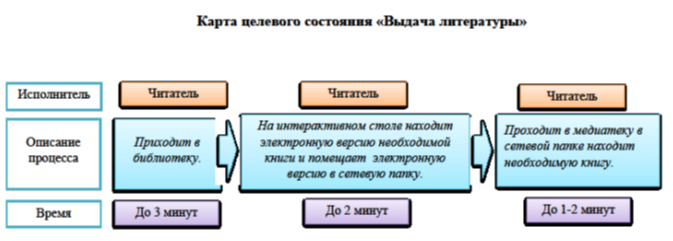 Карта целевого состояния «Выдача литературы»
Исполнитель
Читатель
Читатель
Читатель
Описание
процесса
Приходит в
библиотеку.
На интерактивном столе находит
электронную версию необходимой
книги и помещает электронную
версию в сетевую папку.
Проходит в медиатеку в
сетевой папке находит
необходимую книгу.
Время
До 3 минут
До 2 минут
До 1-2 минут